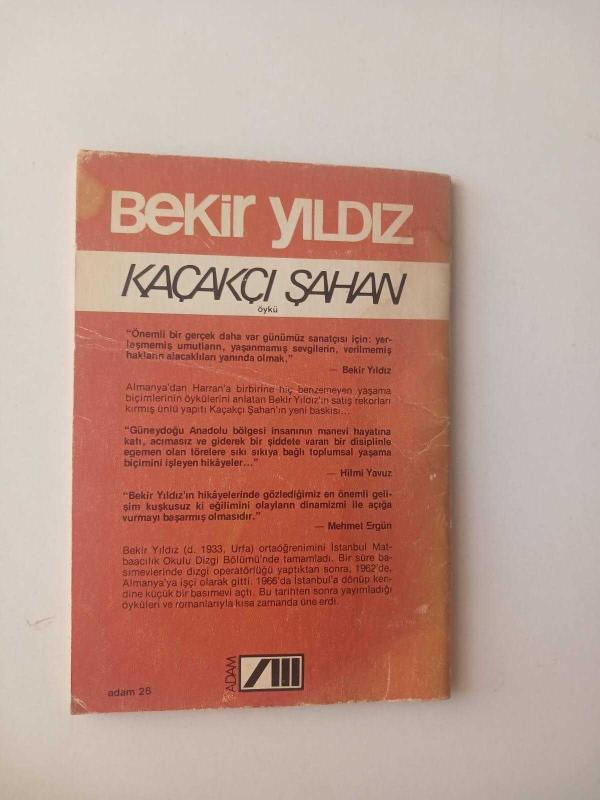 Bekir YILDIZ
KAÇAKÇI ŞAHAN
öykü
“Önemli bir gerçek daha var günümüz sanatçısı için: yer-
leşmemiş umutların, yaşanmamış sevgilerin, verilmemiş
hakların alacaklıları yanında olmak.”
— Bekir Yıldız
Almanya'dan Harran'a birbirine hiç benzemeyen yaşama
biçimlerinin öykülerini anlatan Bekir Yıldız'ın satış rekorları
kırmış ünlü yapıtı Kaçakçı Şahan'ın yeni baskısı...
“Güneydoğu Anadolu bölgesi insanının manevi hayatına
katı, acımasız ve giderek bir şiddete varan bir disiplinle
egemen olan törelere sıkı sıkıya bağlı toplumsal yaşama
biçimini işleyen hikâyeler...”
— Hilmi Yavuz
“Bekir Yıldız'ın hikâyelerinde gözlediğimiz en önemli geli-
şim kuşkusuz ki eğilimini olayların dinamizmi ile açığa
vurmayı başarmış olmasıdır.”
— Mehmet Ergün
Bekir Yıldız (d. 1933, Urfa) ortaöğrenimini İstanbul Mat-
baacılık Okulu Dizgi Bölümü'nde tamamladı. Bir süre ba-
sımevlerinde dizgi operatörlüğü yaptıktan sonra, 1962'de,
Almanya'ya işçi olarak gitti. 1966'da İstanbul'a dönüp ken-
dine küçük bir basımevi açtı. Bu tarihten sonra yayımladığı
öyküleri ve romanlarıyla kısa zamanda üne erdi.
ADAM
adam 26